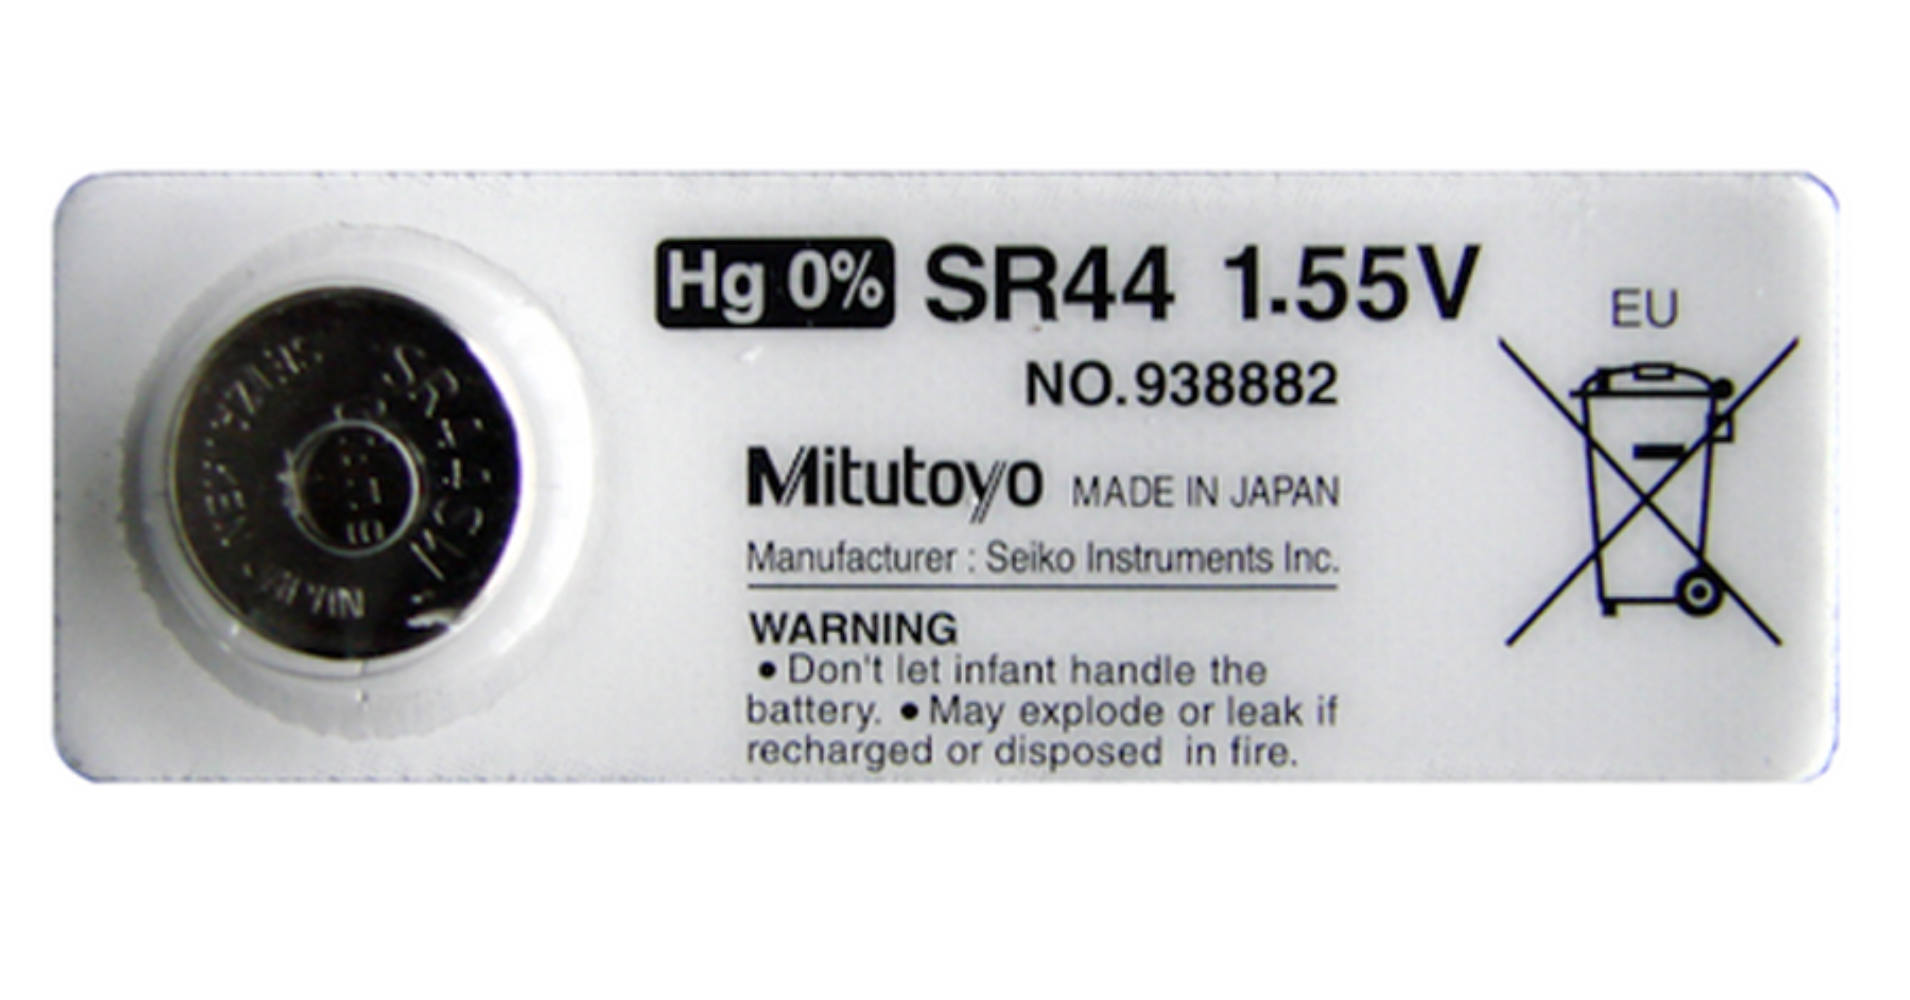 Hg 0% SR44 1.55V
EU
NO.938882
Mitutoyo MADE IN JAPAN
Manufacturer : Seiko Instruments Inc.
WARNING
• Don't let infant handle the
battery. • May explode or leak if
recharged or disposed in fire.
SR44SW